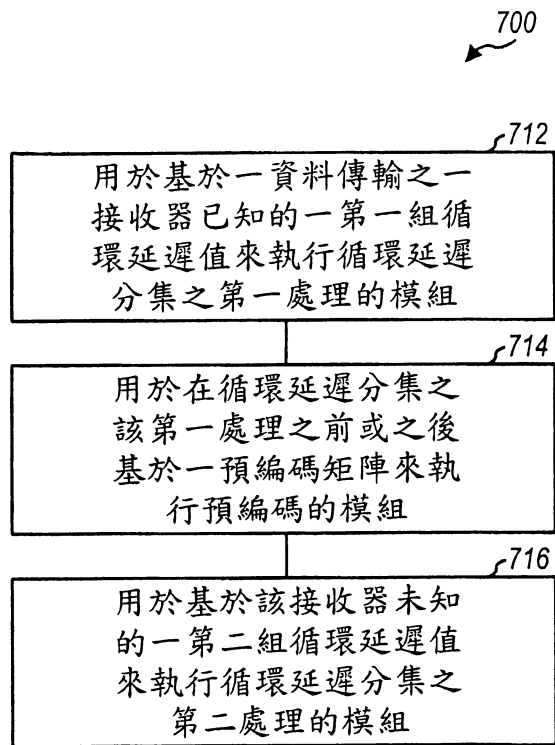 700
712
用於基於一資料傳輸之一
接收器已知的一第一組循
環延遲值來執行循環延遲
分集之第一處理的模組
714
用於在循環延遲分集之
該第一處理之前或之後
基於一預編碼矩陣來執
行預編碼的模組
716
用於基於該接收器未知
的一第二組循環延遲值
來執行循環延遲分集之
第二處理的模組